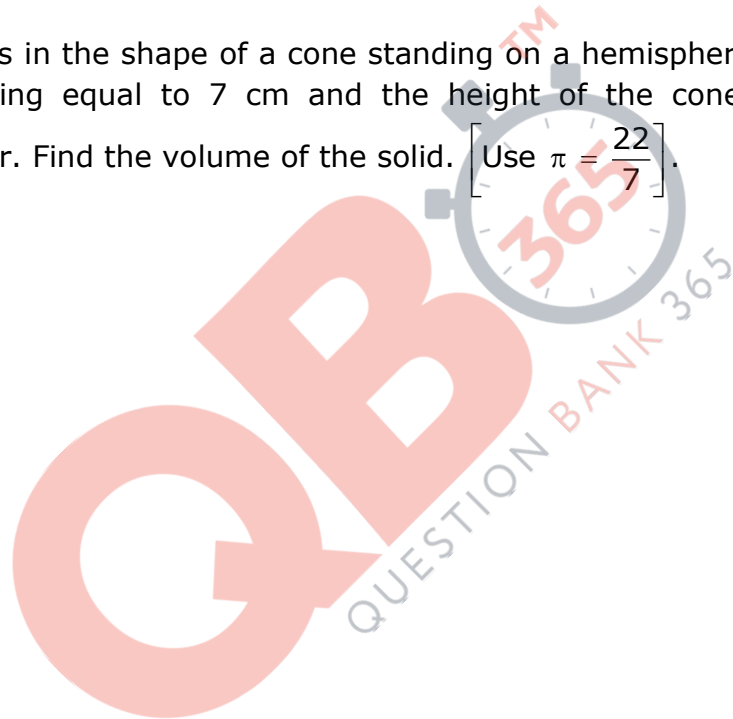 s in the shape of a cone standing on a hemispher
ing equal to 7 cm and the height of the cone
r. Find the volume of the solid. [Use π = 22/7].
TM
365
QB
QUESTION BANK 365